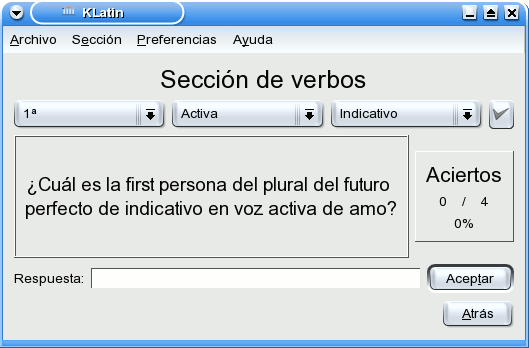 KLatin
Archivo Sección Preferencias Ayuda
Sección de verbos
1ª Activa Indicativo
¿Cuál es la first persona del plural del futuro
perfecto de indicativo en voz activa de amo?
Aciertos
0 / 4
0%
Respuesta: Aceptar
Atrás